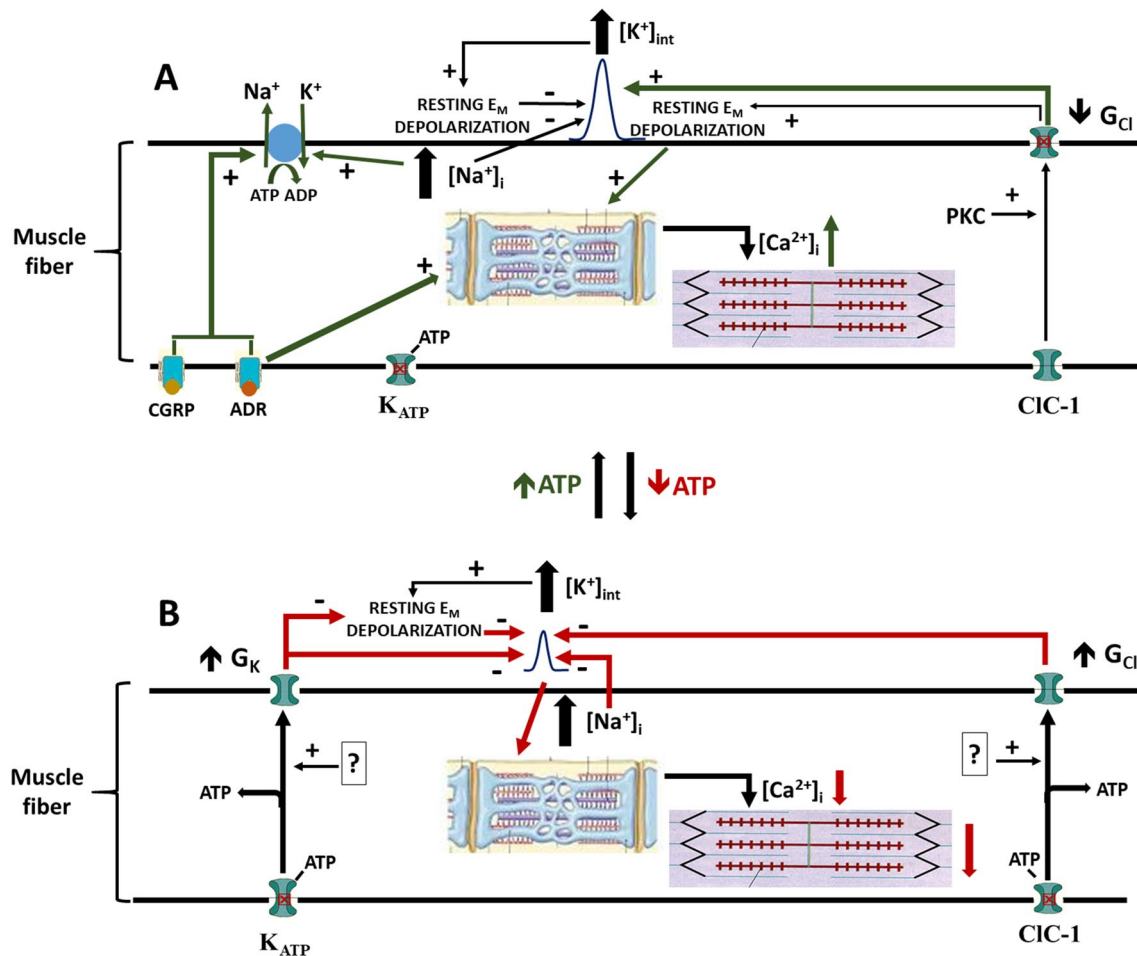 [K⁺]int
A
Na⁺ K⁺
+
-
+
RESTING EM
DEPOLARIZATION
-
RESTING EM
DEPOLARIZATION
+
GCl
+
ATP ADP
+
[Na⁺]i
+
Muscle
fiber
+
[Ca²⁺]i
PKC
+
ATP
CGRP
ADR
KATP
ClC-1
ATP
ATP
B
+
[K⁺]int
-
RESTING EM
DEPOLARIZATION
-
-
GK
-
-
GCl
[Na⁺]i
Muscle
fiber
+
?
ATP
[Ca²⁺]i
?
+
ATP
ATP
ATP
KATP
ClC-1